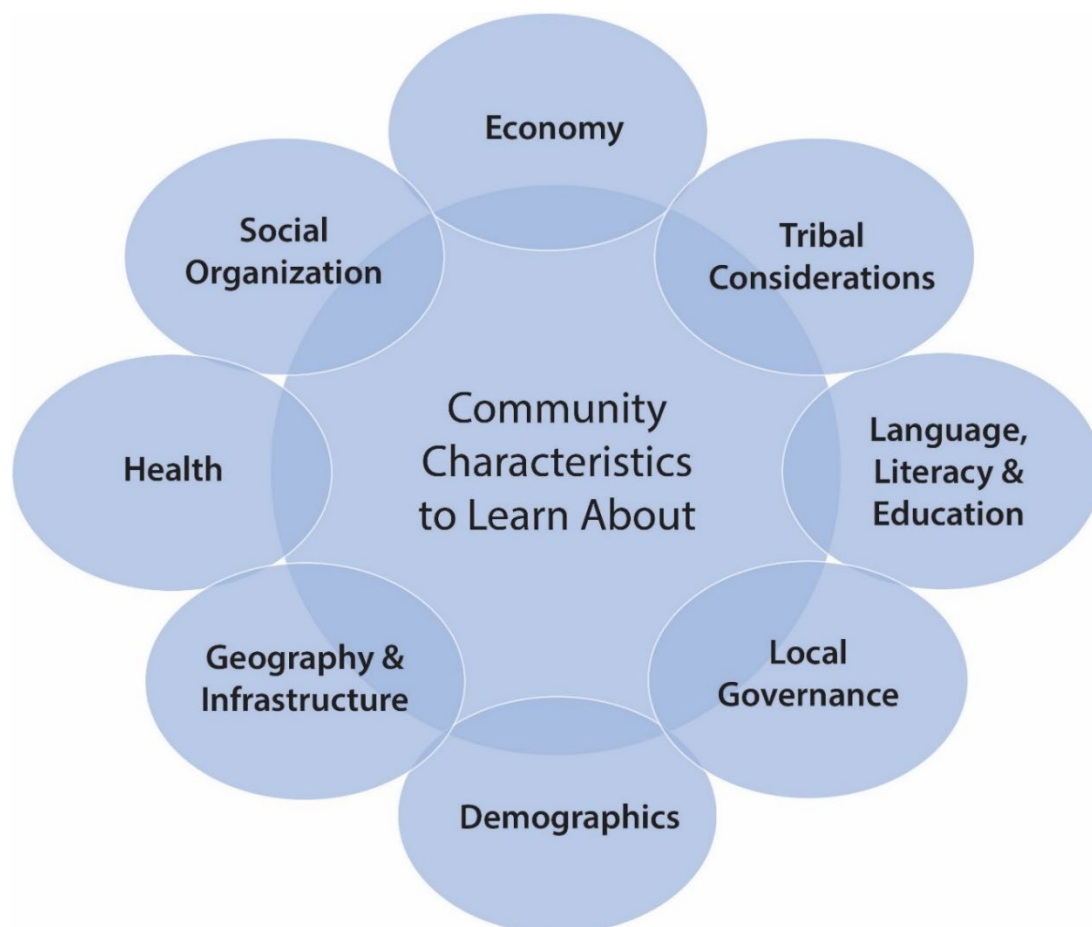 Economy
Tribal
Considerations
Language,
Literacy &
Education
Local
Governance
Demographics
Geography &
Infrastructure
Health
Social
Organization
Community
Characteristics
to Learn About